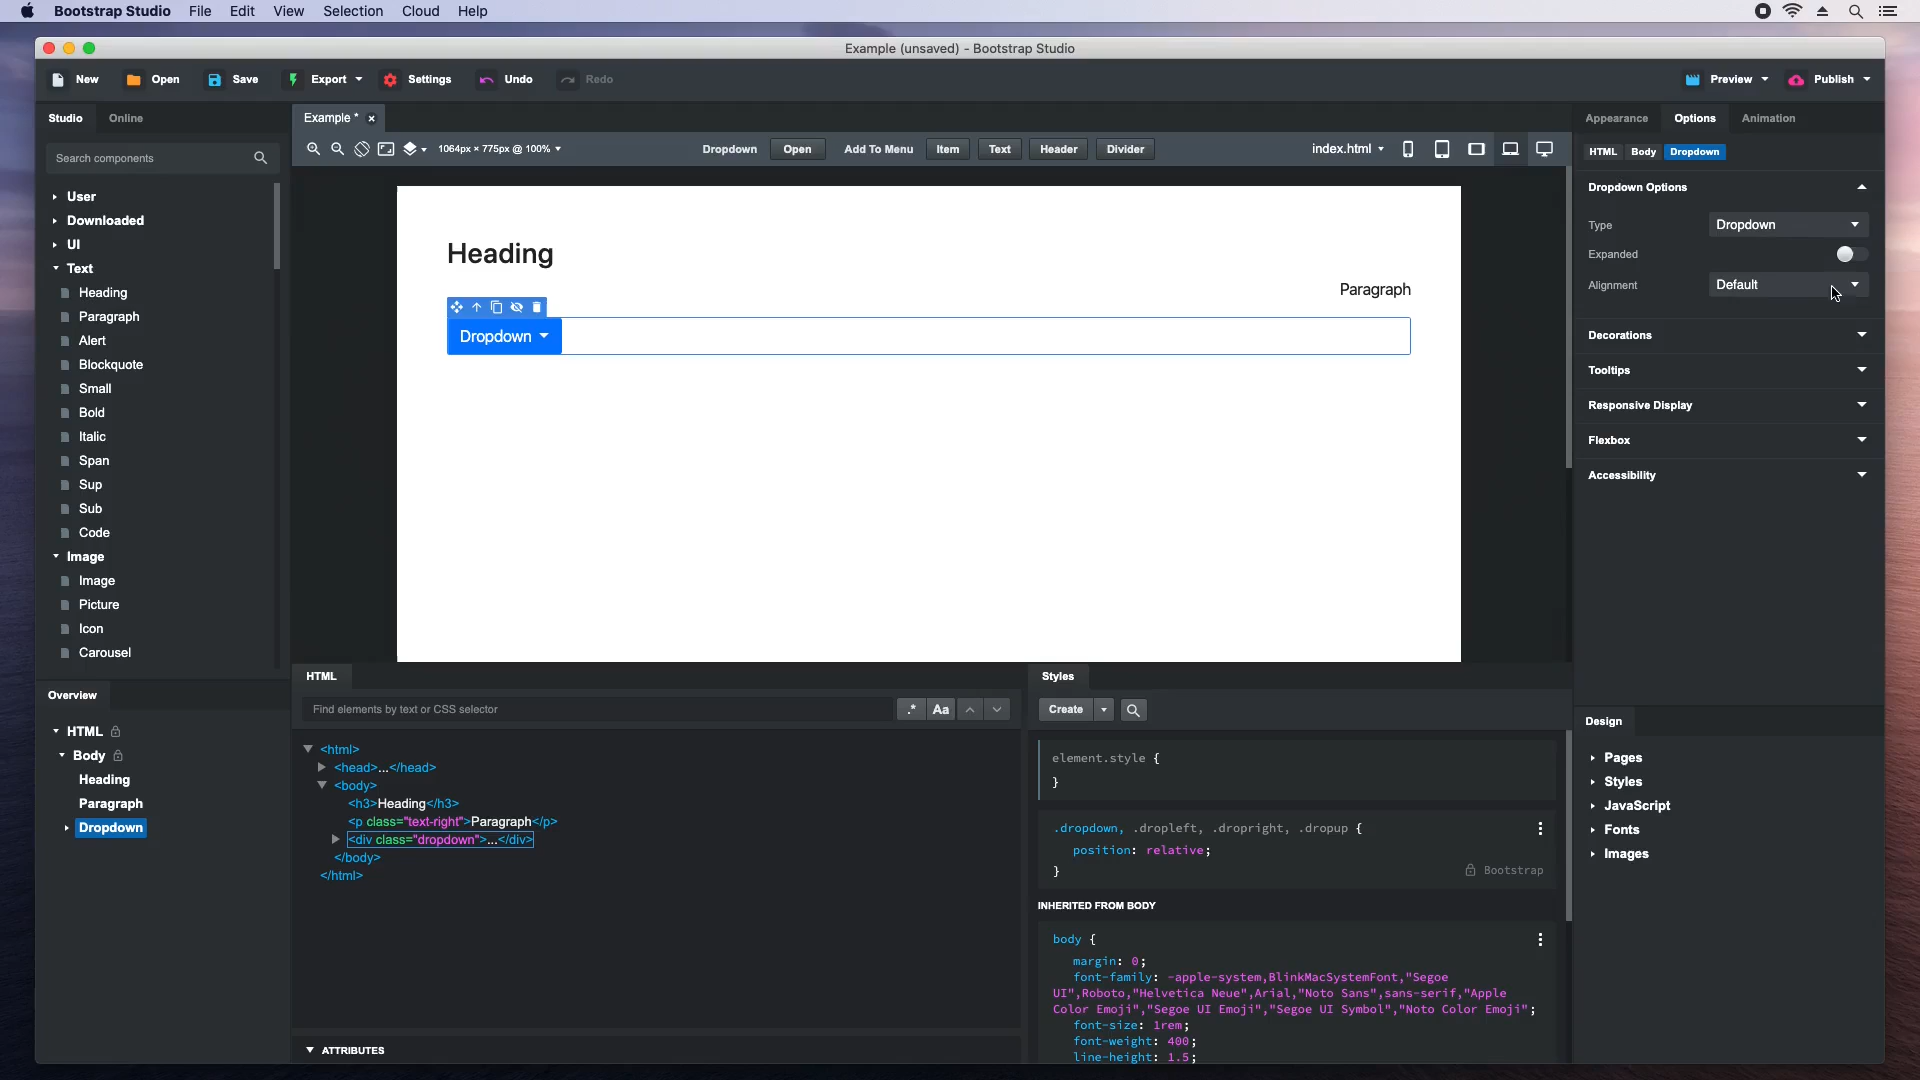 Bootstrap Studio File Edit View Selection Cloud Help
Example (unsaved) - Bootstrap Studio
New Open Save Export Settings Undo Redo Preview Publish
Studio Online
Example *
Appearance Options Animation
Search components
1064px × 775px @ 100%
Dropdown Open Add To Menu Item Text Header Divider
index.html
HTML Body Dropdown
User
Downloaded
UI
Text
Heading
Paragraph
Alert
Blockquote
Small
Bold
Italic
Span
Sup
Sub
Code
Image
Image
Picture
Icon
Carousel
Heading
Paragraph
Dropdown
Dropdown Options
Type Dropdown
Expanded
Alignment Default
Decorations
Tooltips
Responsive Display
Flexbox
Accessibility
Overview
HTML
Body
Heading
Paragraph
Dropdown
HTML
Find elements by text or CSS selector
.* Aa
<html>
<head>...</head>
<body>
<h3>Heading</h3>
<p class="text-right">Paragraph</p>
<div class="dropdown">...</div>
</body>
</html>
ATTRIBUTES
Styles
Create
element.style {
}
.dropdown, .dropleft, .dropright, .dropup {
position: relative;
}
Bootstrap
INHERITED FROM BODY
body {
margin: 0;
font-family: -apple-system,BlinkMacSystemFont,"Segoe
UI",Roboto,"Helvetica Neue",Arial,"Noto Sans",sans-serif,"Apple
Color Emoji","Segoe UI Emoji","Segoe UI Symbol","Noto Color Emoji";
font-size: 1rem;
font-weight: 400;
line-height: 1.5;
Design
Pages
Styles
JavaScript
Fonts
Images